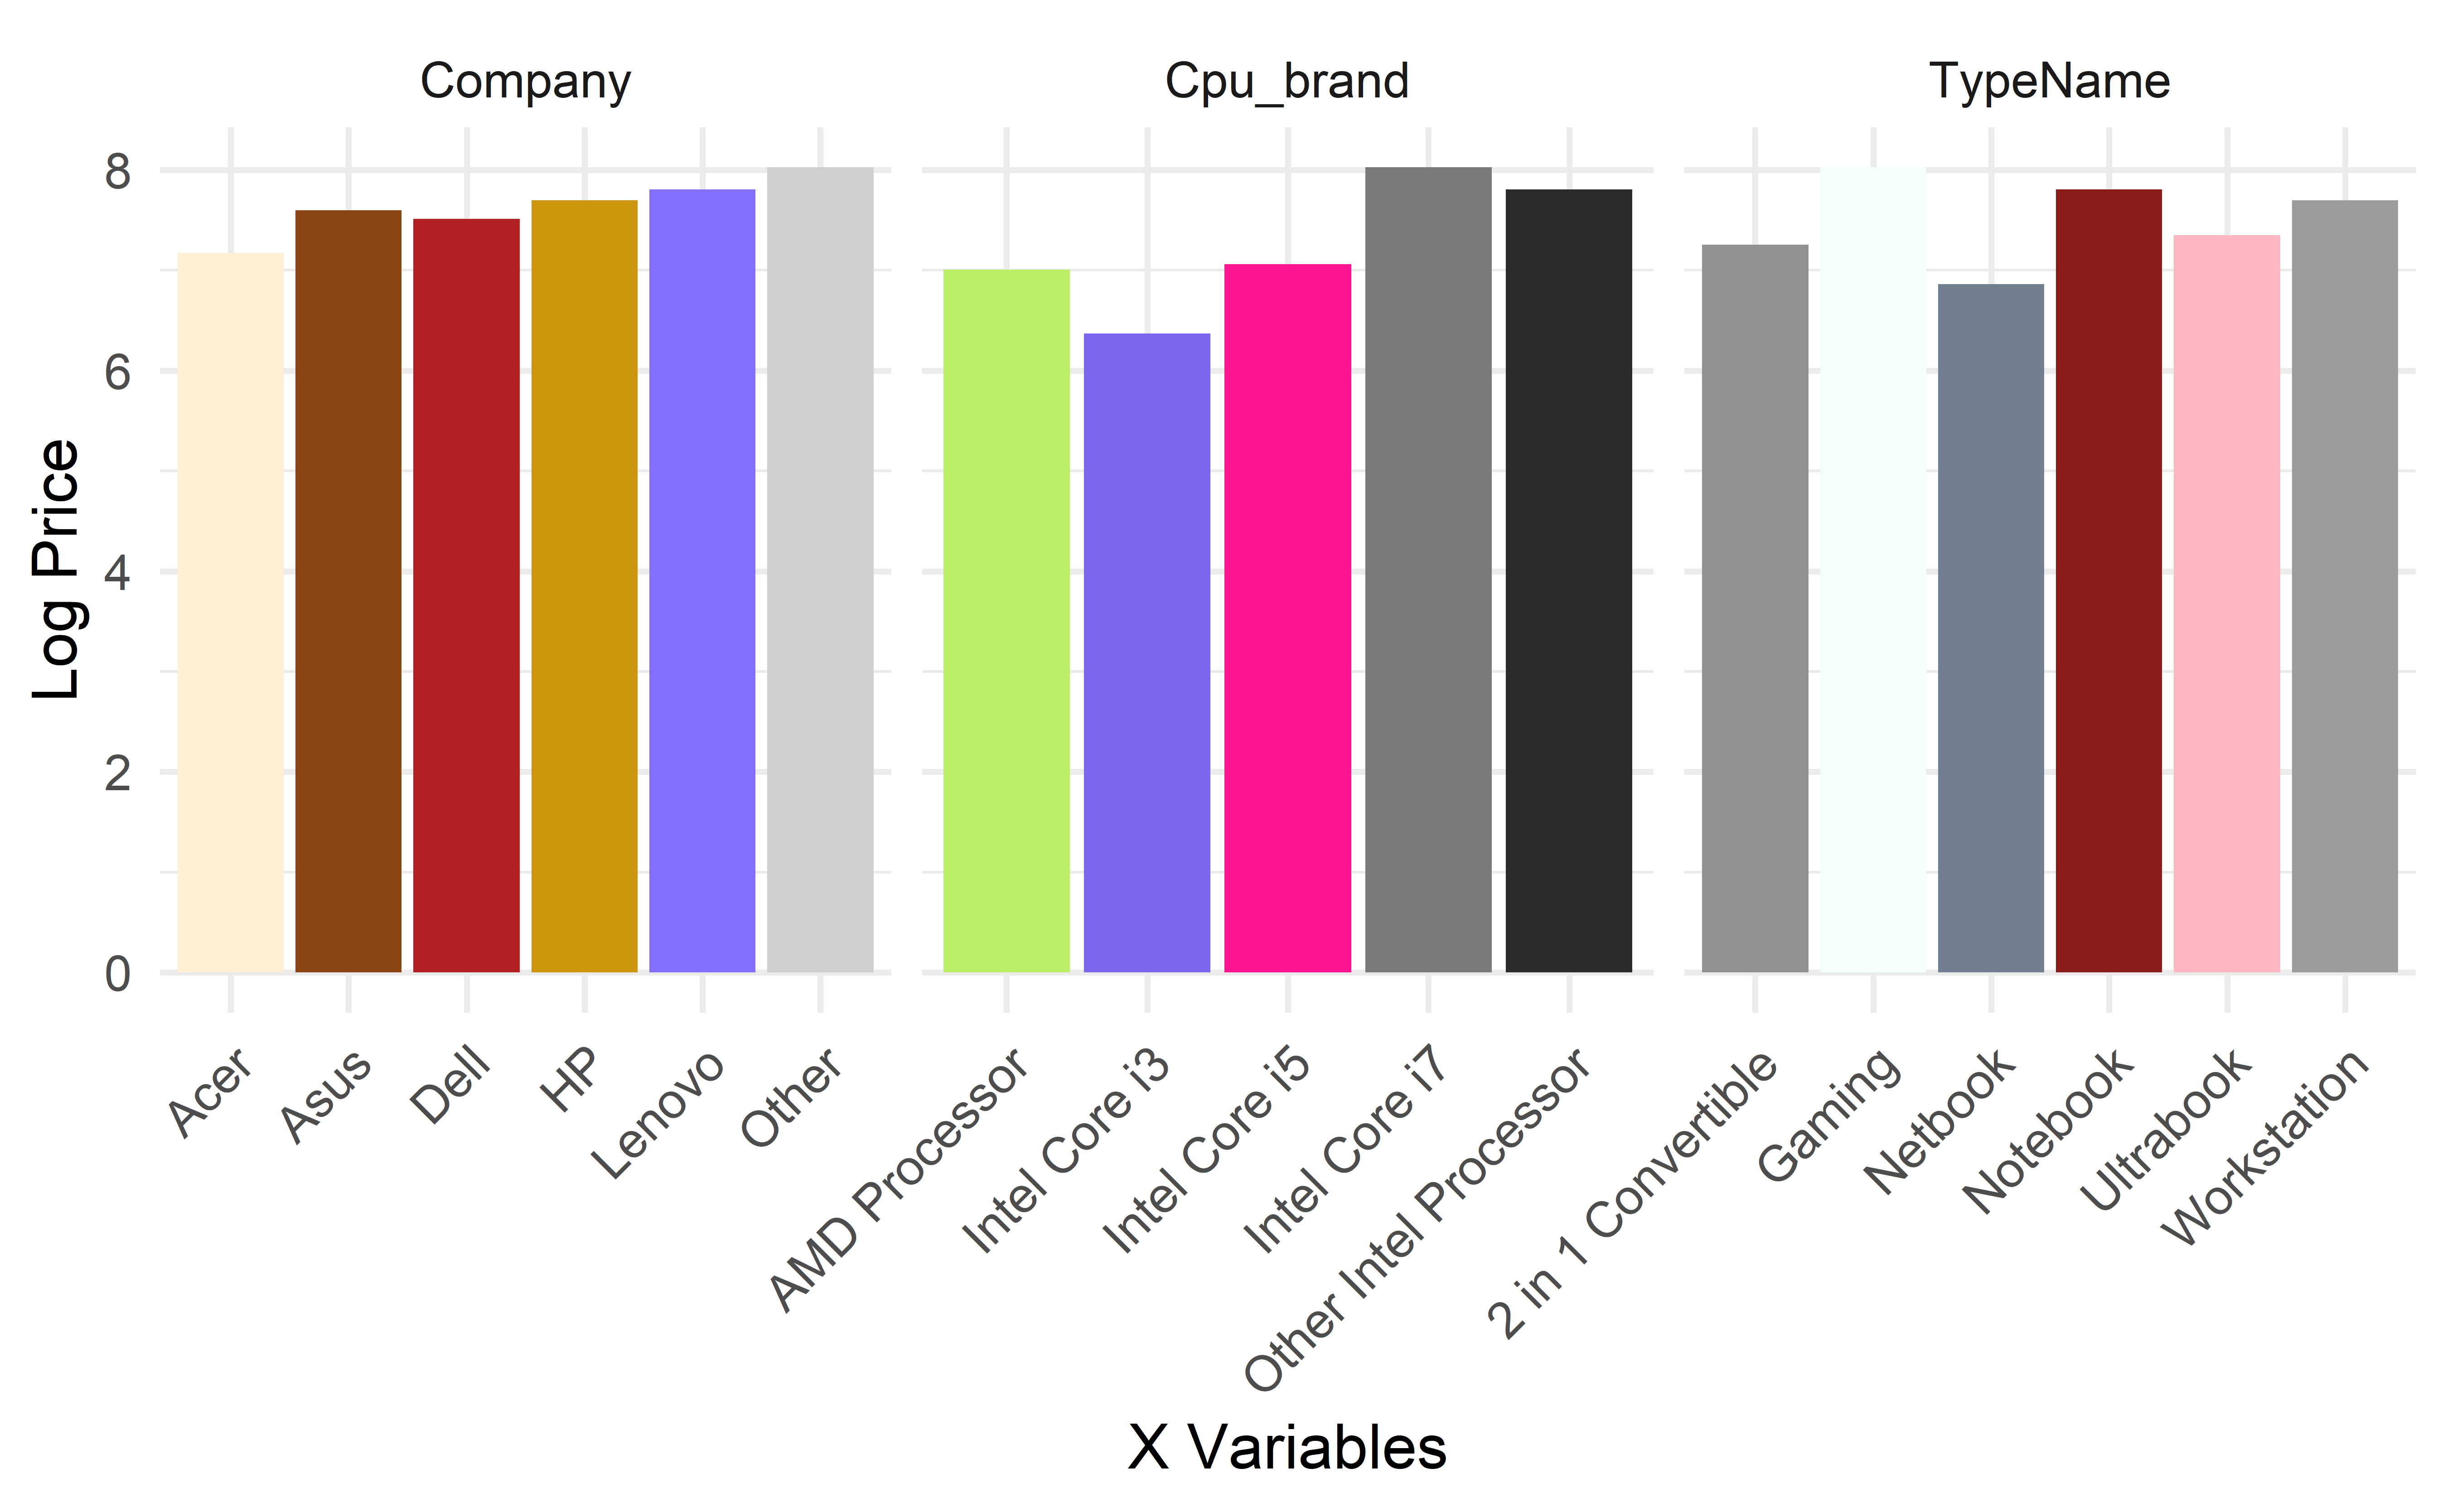 Company
Cpu_brand
TypeName
Log Price
8
6
4
2
0
Acer
Asus
Dell
HP
Lenovo
Other
AMD Processor
Intel Core i3
Intel Core i5
Intel Core i7
Other Intel Processor
2 in 1 Convertible
Gaming
Netbook
Notebook
Ultrabook
Workstation
X Variables